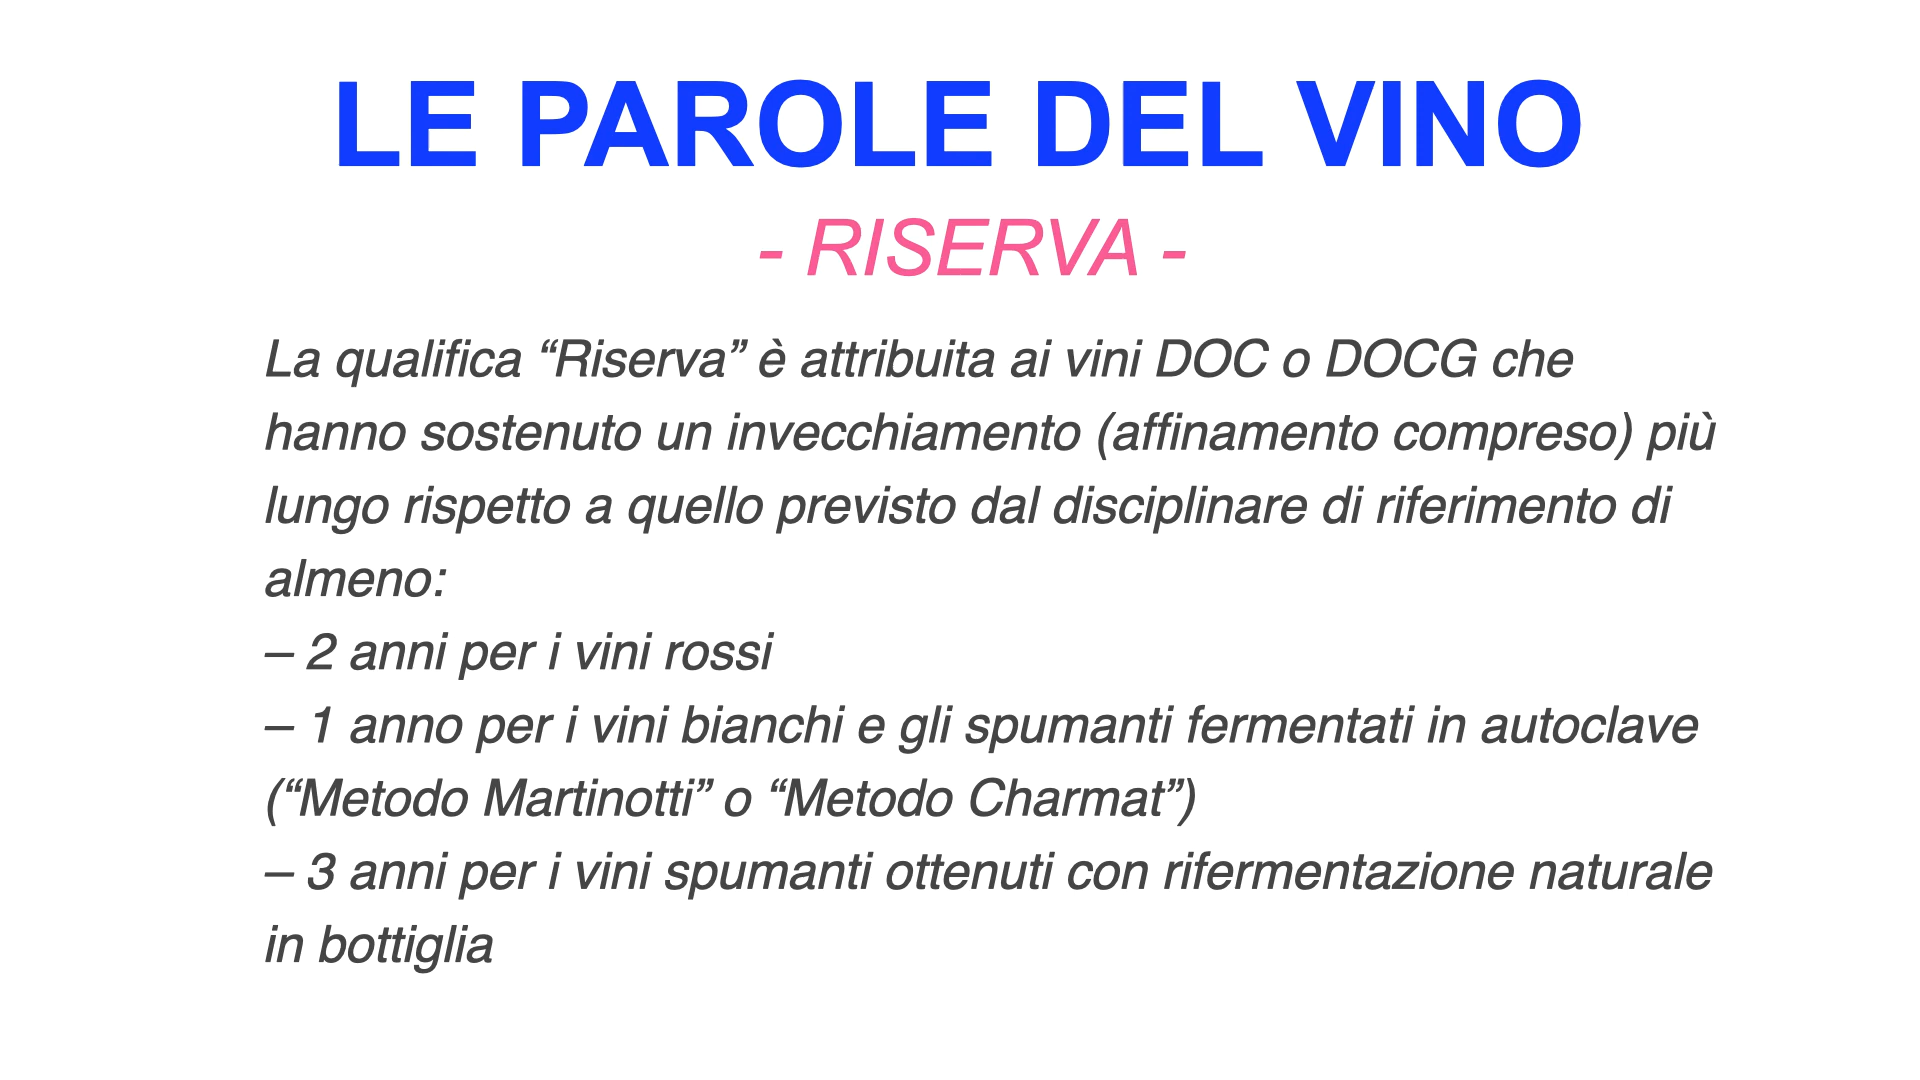 LE PAROLE DEL VINO
- RISERVA -
La qualifica “Riserva” è attribuita ai vini DOC o DOCG che
hanno sostenuto un invecchiamento (affinamento compreso) più
lungo rispetto a quello previsto dal disciplinare di riferimento di
almeno:
– 2 anni per i vini rossi
– 1 anno per i vini bianchi e gli spumanti fermentati in autoclave
(“Metodo Martinotti” o “Metodo Charmat”)
– 3 anni per i vini spumanti ottenuti con rifermentazione naturale
in bottiglia